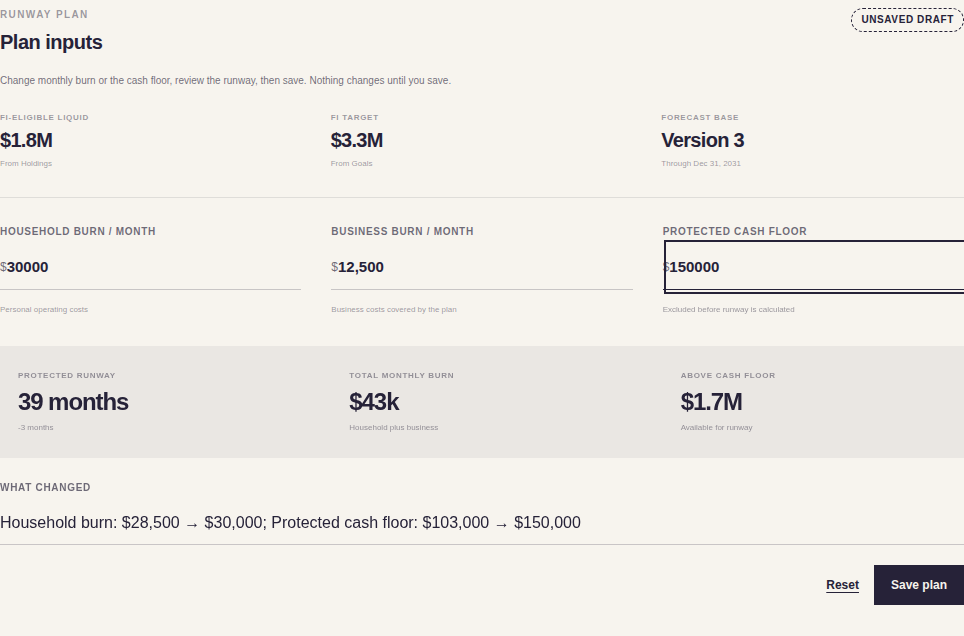 RUNWAY PLAN
UNSAVED DRAFT
Plan inputs
Change monthly burn or the cash floor, review the runway, then save. Nothing changes until you save.
FI-ELIGIBLE LIQUID
$1.8M
From Holdings
FI TARGET
$3.3M
From Goals
FORECAST BASE
Version 3
Through Dec 31, 2031
HOUSEHOLD BURN / MONTH
$30000
Personal operating costs
BUSINESS BURN / MONTH
$12,500
Business costs covered by the plan
PROTECTED CASH FLOOR
$150000
Excluded before runway is calculated
PROTECTED RUNWAY
39 months
-3 months
TOTAL MONTHLY BURN
$43k
Household plus business
ABOVE CASH FLOOR
$1.7M
Available for runway
WHAT CHANGED
Household burn: $28,500 → $30,000; Protected cash floor: $103,000 → $150,000
Reset
Save plan